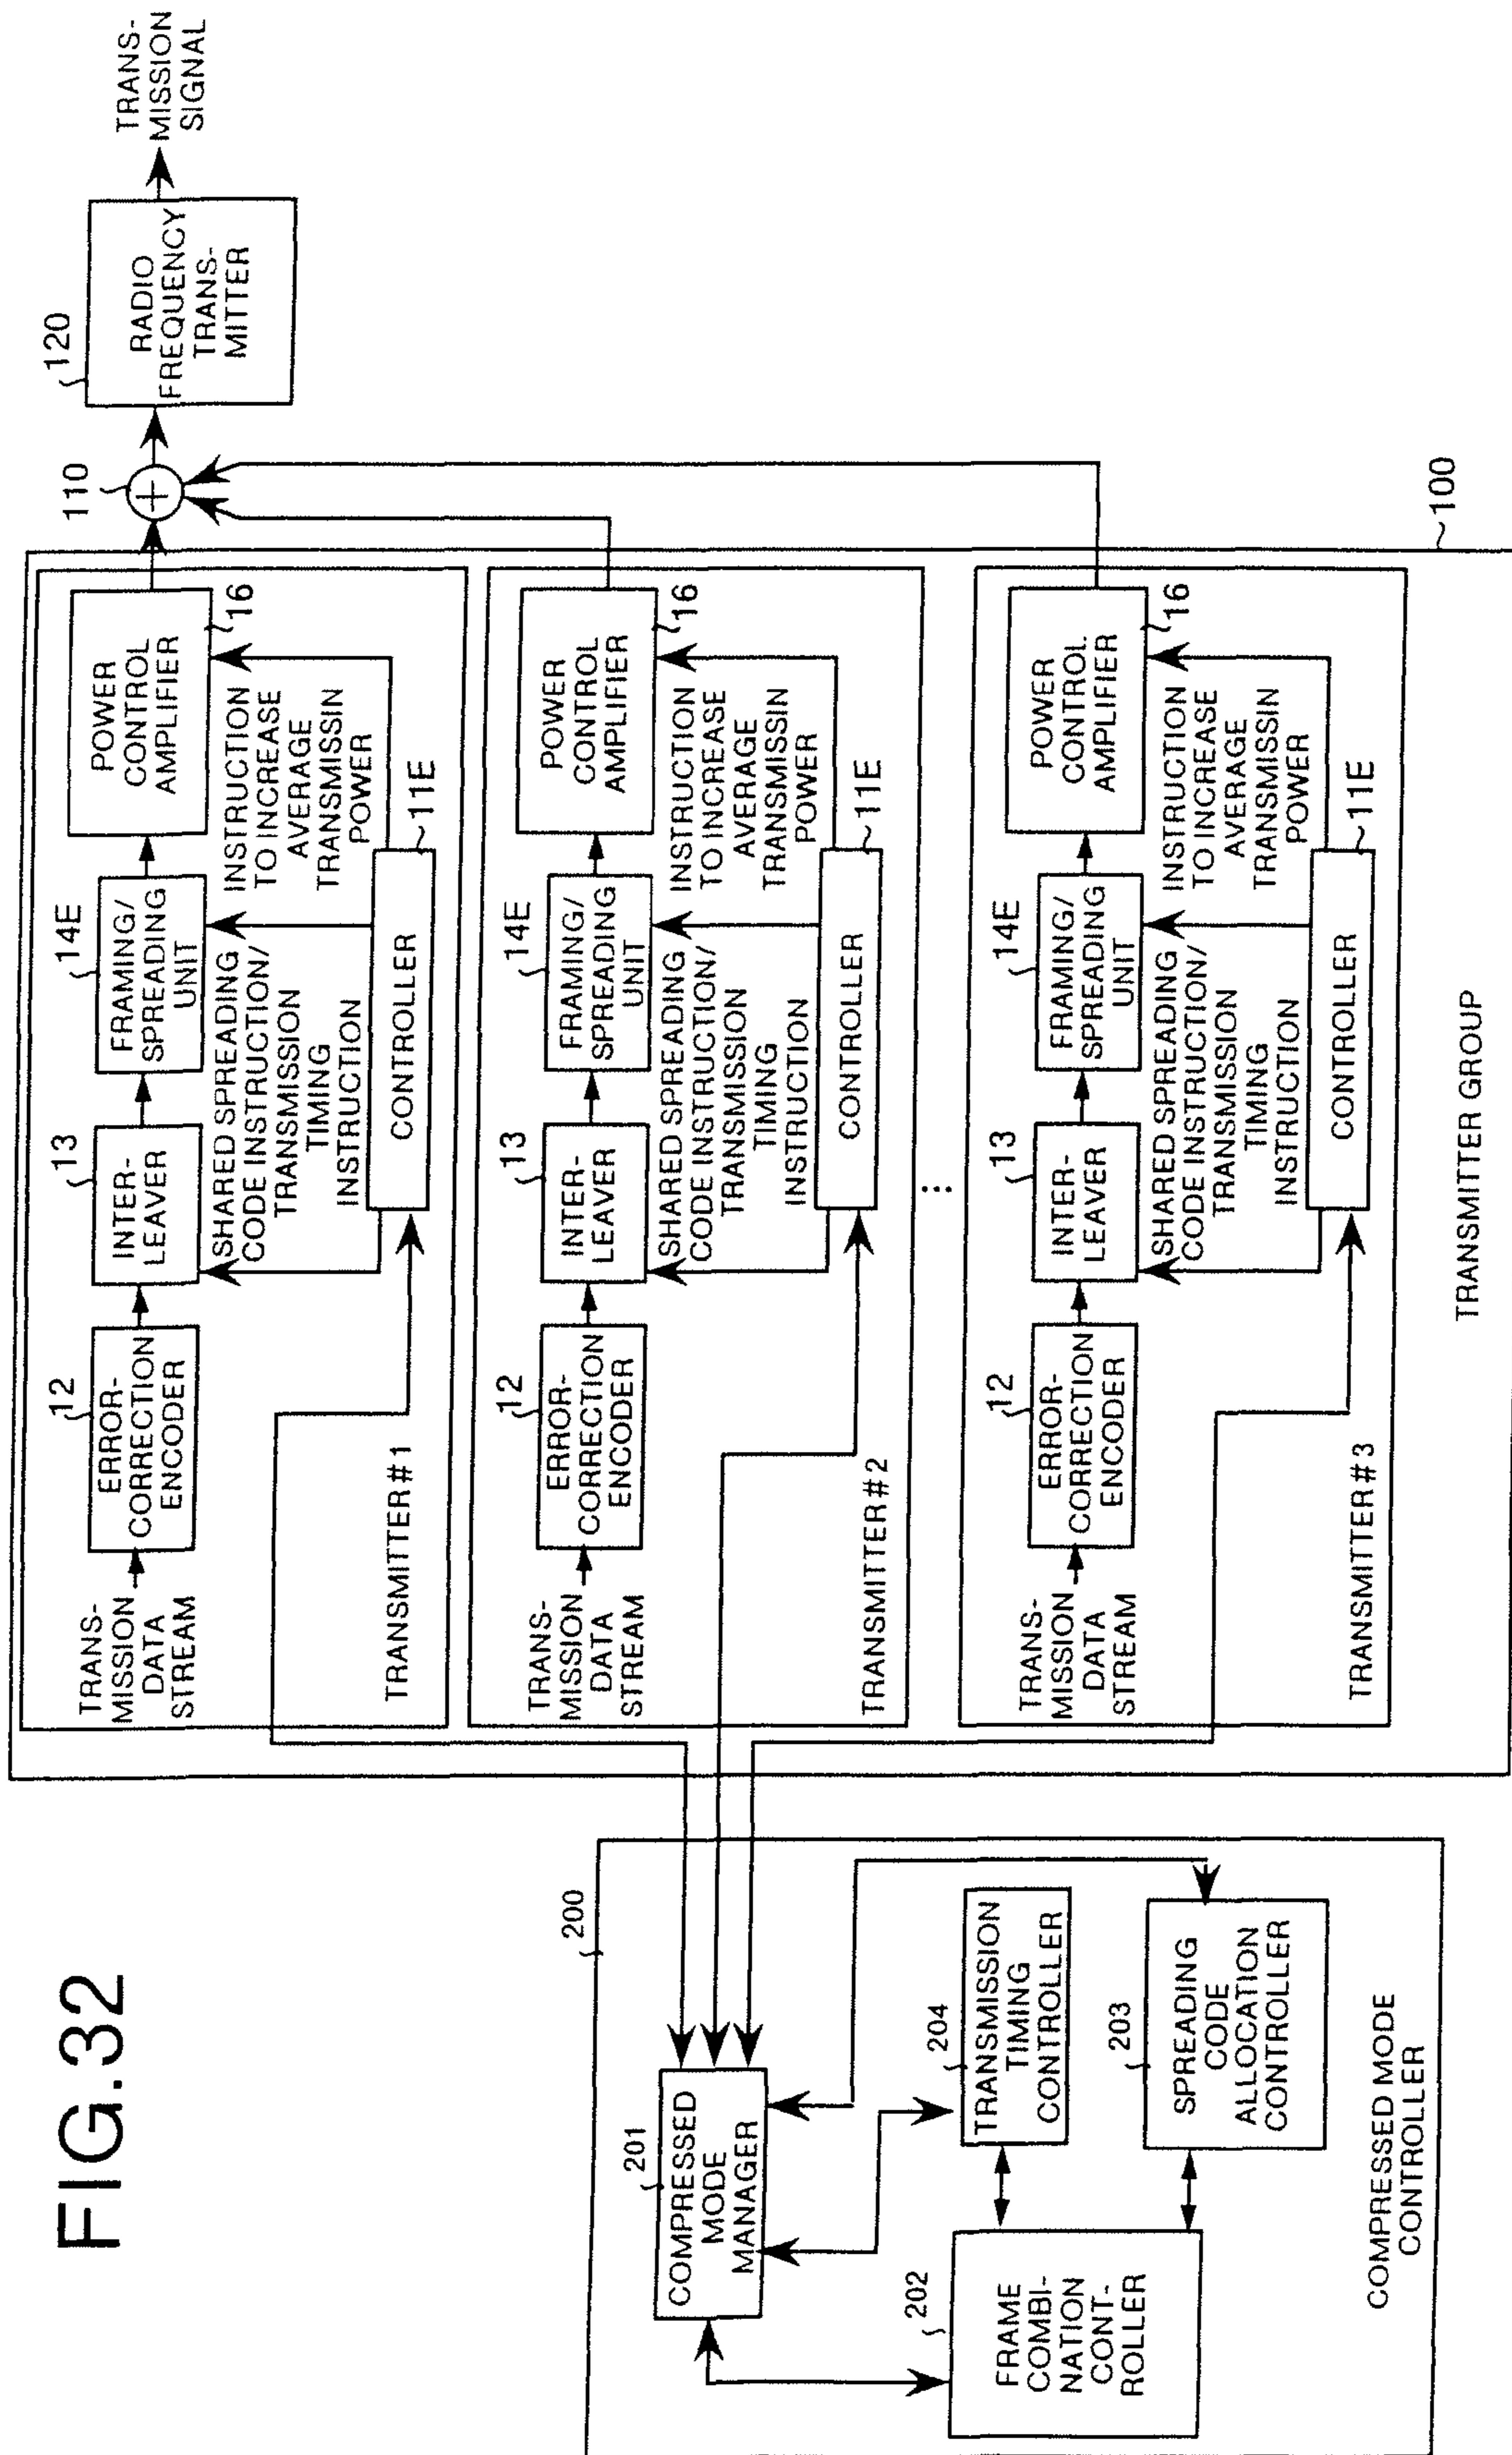 FIG.32
200
201
COMPRESSED
MODE
MANAGER
202
FRAME
COMBI-
NATION
CONT-
ROLLER
204
TRANSMISSION
TIMING
CONTROLLER
203
SPREADING
CODE
ALLOCATION
CONTROLLER
COMPRESSED MODE
CONTROLLER
TRANS-
MISSION
DATA
STREAM
12
ERROR-
CORRECTION
ENCODER
13
INTER-
LEAVER
14E
FRAMING/
SPREADING
UNIT
POWER
CONTROL
AMPLIFIER
16
SHARED SPREADING
CODE INSTRUCTION/
TRANSMISSION
TIMING
INSTRUCTION
INSTRUCTION
TO INCREASE
AVERAGE
TRANSMISSIN
POWER
CONTROLLER
11E
TRANSMITTER#1
TRANS-
MISSION
DATA
STREAM
12
ERROR-
CORRECTION
ENCODER
13
INTER-
LEAVER
14E
FRAMING/
SPREADING
UNIT
POWER
CONTROL
AMPLIFIER
16
SHARED SPREADING
CODE INSTRUCTION/
TRANSMISSION
TIMING
INSTRUCTION
INSTRUCTION
TO INCREASE
AVERAGE
TRANSMISSIN
POWER
CONTROLLER
11E
TRANSMITTER#2
...
TRANS-
MISSION
DATA
STREAM
12
ERROR-
CORRECTION
ENCODER
13
INTER-
LEAVER
14E
FRAMING/
SPREADING
UNIT
POWER
CONTROL
AMPLIFIER
16
SHARED SPREADING
CODE INSTRUCTION/
TRANSMISSION
TIMING
INSTRUCTION
INSTRUCTION
TO INCREASE
AVERAGE
TRANSMISSIN
POWER
CONTROLLER
11E
TRANSMITTER#3
TRANSMITTER GROUP
100
110
+
120
RADIO
FREQUENCY
TRANS-
MITTER
TRANS-
MISSION
SIGNAL